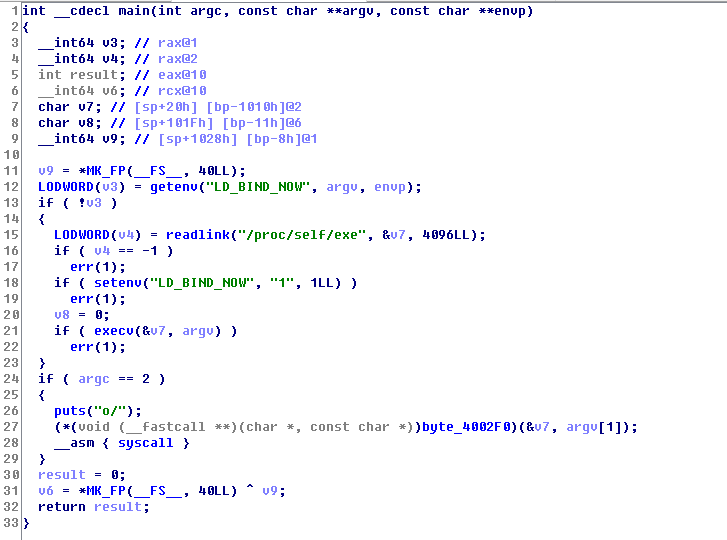 1 int __cdecl main(int argc, const char **argv, const char **envp)
2 {
3   __int64 v3; // rax@1
4   __int64 v4; // rax@2
5   int result; // eax@10
6   __int64 v6; // rcx@10
7   char v7; // [sp+20h] [bp-1010h]@2
8   char v8; // [sp+101Fh] [bp-11h]@6
9   __int64 v9; // [sp+1028h] [bp-8h]@1
10
11   v9 = *MK_FP(__FS__, 40LL);
12   LODWORD(v3) = getenv("LD_BIND_NOW", argv, envp);
13   if ( !v3 )
14   {
15     LODWORD(v4) = readlink("/proc/self/exe", &v7, 4096LL);
16     if ( v4 == -1 )
17       err(1);
18     if ( setenv("LD_BIND_NOW", "1", 1LL) )
19       err(1);
20     v8 = 0;
21     if ( execv(&v7, argv) )
22       err(1);
23   }
24   if ( argc == 2 )
25   {
26     puts("o/");
27     (*(void (__fastcall **)(char *, const char *))byte_4002F0)(&v7, argv[1]);
28     __asm { syscall }
29   }
30   result = 0;
31   v6 = *MK_FP(__FS__, 40LL) ^ v9;
32   return result;
33 }